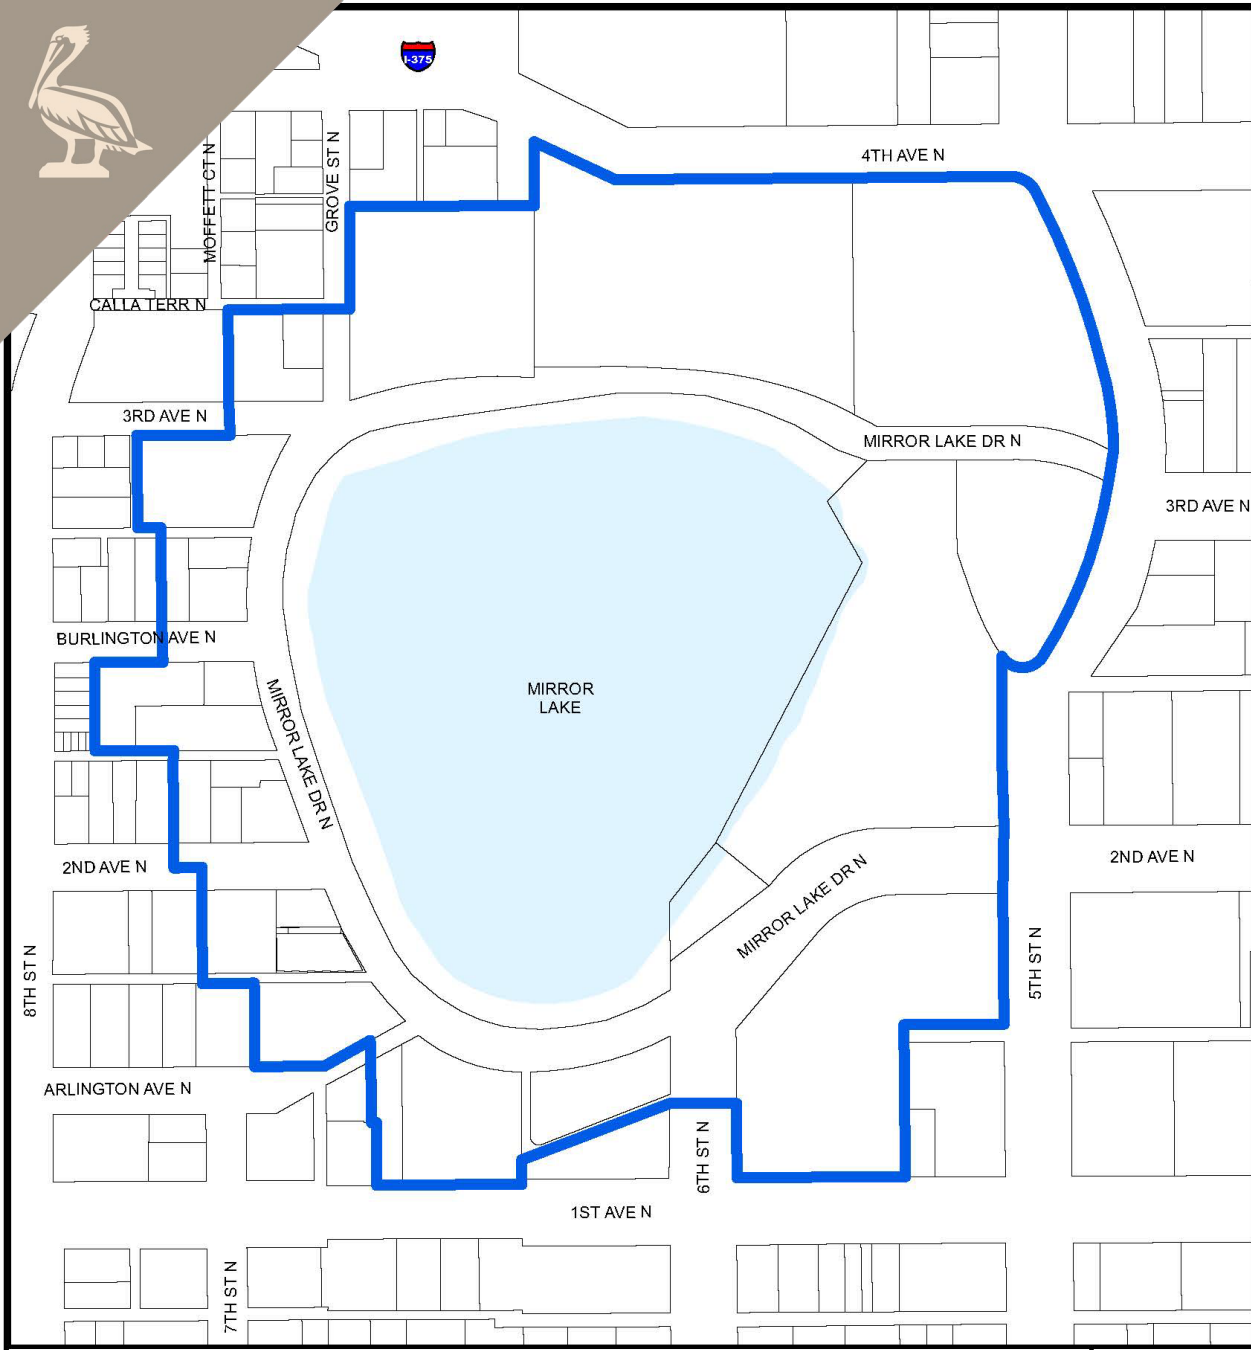 I-375
4TH AVE N
MOFFETT CT N
GROVE ST N
CALLA TERR N
3RD AVE N
MIRROR LAKE DR N
3RD AVE N
BURLINGTON AVE N
MIRROR
LAKE
MIRROR LAKE DR N
2ND AVE N
2ND AVE N
MIRROR LAKE DR N
8TH ST N
5TH ST N
ARLINGTON AVE N
6TH ST N
1ST AVE N
7TH ST N